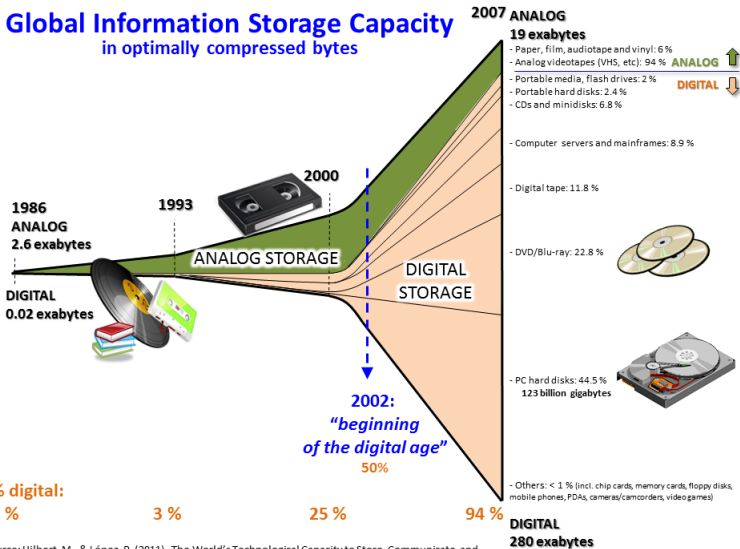 Global Information Storage Capacity
in optimally compressed bytes
2007
ANALOG
19 exabytes
- Paper, film, audiotape and vinyl: 6 %
- Analog videotapes (VHS, etc): 94 %
ANALOG
- Portable media, flash drives: 2 %
DIGITAL
- Portable hard disks: 2.4 %
- CDs and minidisks: 6.8 %
- Computer servers and mainframes: 8.9 %
- Digital tape: 11.8 %
- DVD/Blu-ray: 22.8 %
- PC hard disks: 44.5 %
123 billion gigabytes
- Others: < 1 % (incl. chip cards, memory cards, floppy disks,
mobile phones, PDAs, cameras/camcorders, video games)
DIGITAL
280 exabytes
2000
1993
1986
ANALOG
2.6 exabytes
DIGITAL
0.02 exabytes
ANALOG STORAGE
DIGITAL
STORAGE
2002:
"beginning
of the digital age"
50%
% digital:
%
3 %
25 %
94 %